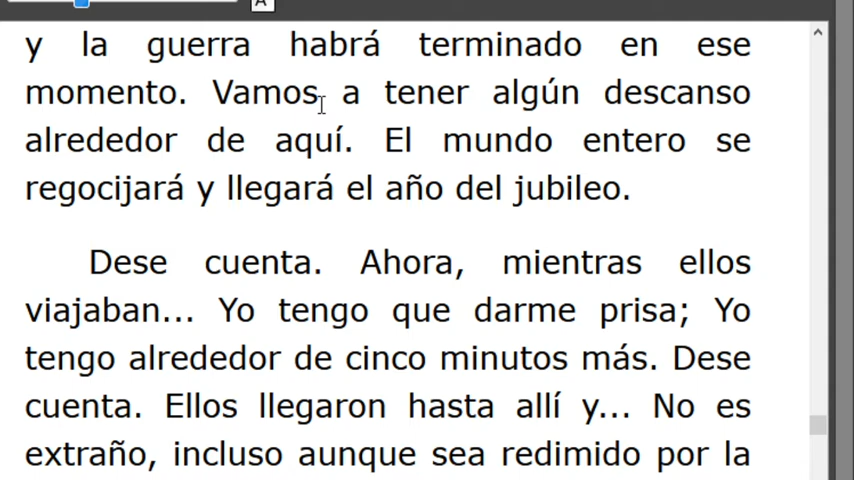 A
y la guerra habrá terminado en ese
momento. Vamos a tener algún descanso
alrededor de aquí. El mundo entero se
regocijará y llegará el año del jubileo.
Dese cuenta. Ahora, mientras ellos
viajaban... Yo tengo que darme prisa; Yo
tengo alrededor de cinco minutos más. Dese
cuenta. Ellos llegaron hasta allí y... No es
extraño, incluso aunque sea redimido por la